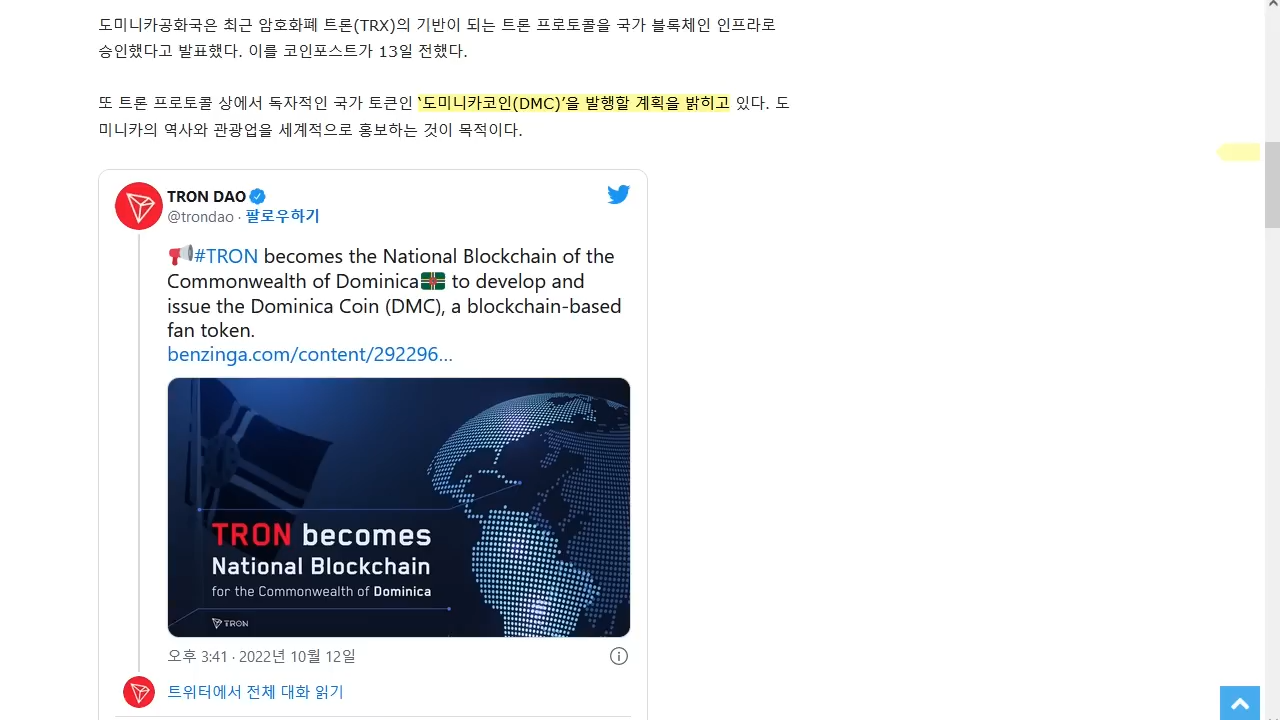 도미니카공화국은 최근 암호화폐 트론(TRX)의 기반이 되는 트론 프로토콜을 국가 블록체인 인프라로
승인했다고 발표했다. 이를 코인포스트가 13일 전했다.
또 트론 프로토콜 상에서 독자적인 국가 토큰인 ‘도미니카코인(DMC)’을 발행할 계획을 밝히고 있다. 도
미니카의 역사와 관광업을 세계적으로 홍보하는 것이 목적이다.
TRON DAO
@trondao · 팔로우하기
#TRON becomes the National Blockchain of the
Commonwealth of Dominica to develop and
issue the Dominica Coin (DMC), a blockchain-based
fan token.
benzinga.com/content/292296…
TRON becomes
National Blockchain
for the Commonwealth of Dominica
TRON
오후 3:41 · 2022년 10월 12일
트위터에서 전체 대화 읽기